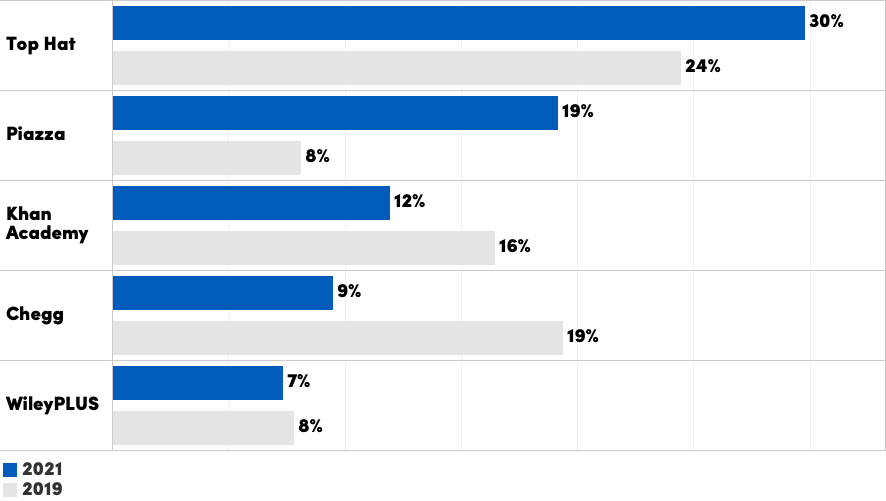 Top Hat
30%
24%
Piazza
19%
8%
Khan
Academy
12%
16%
Chegg
9%
19%
WileyPLUS
7%
8%
2021
2019